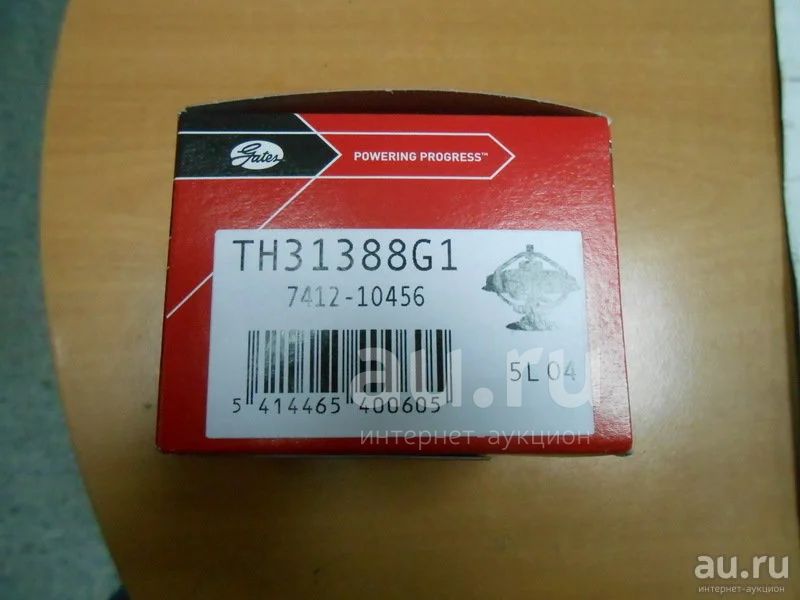 Gates
POWERING PROGRESS™
TH31388G1
7412-10456
5L04
5 414465 400605
au.ru
интернет-аукцион
au.ru
интернет-аукцион